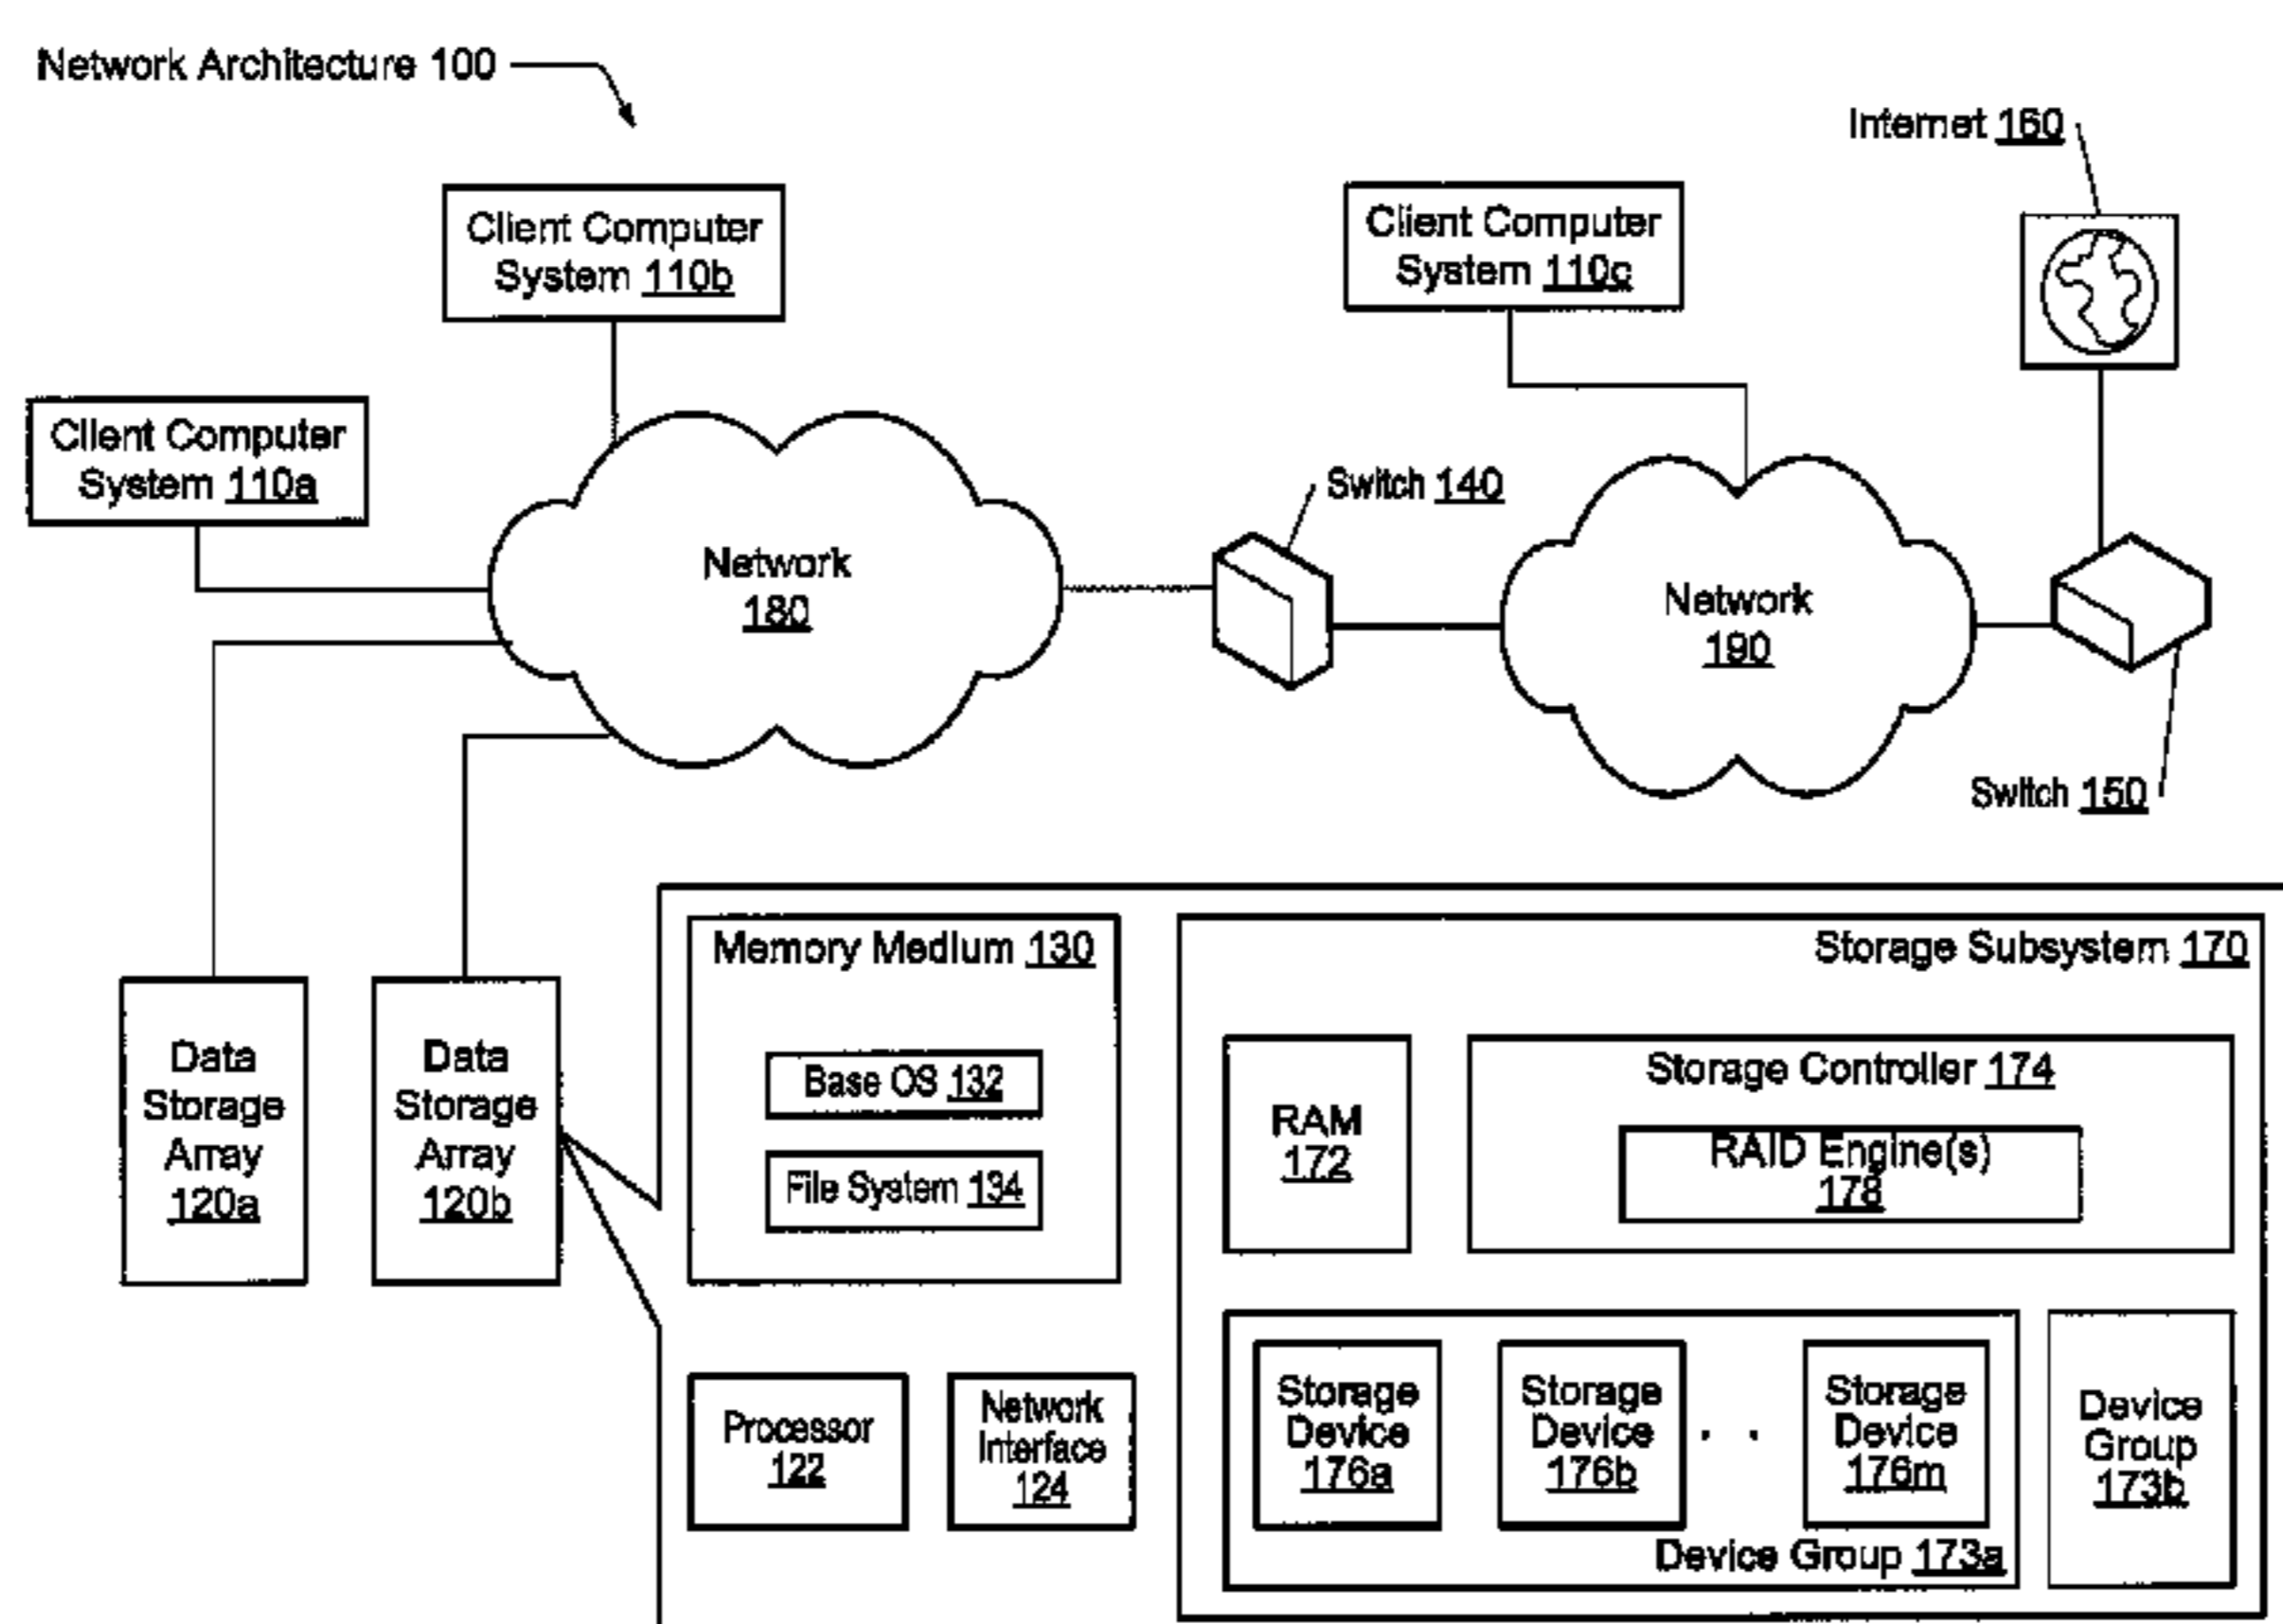 Network Architecture 100
Internet 160
Client Computer
System 110b
Client Computer
System 110c
Client Computer
System 110a
Switch 140
Network
180
Network
190
Switch 150
Memory Medium 130
Storage Subsystem 170
Data
Storage
Array
120a
Data
Storage
Array
120b
Base OS 132
File System 134
RAM
172
Storage Controller 174
RAID Engine(s)
178
Processor
122
Network
Interface
124
Storage
Device
176a
Storage
Device
176b
. .
Storage
Device
176m
Device Group 173a
Device
Group
173b